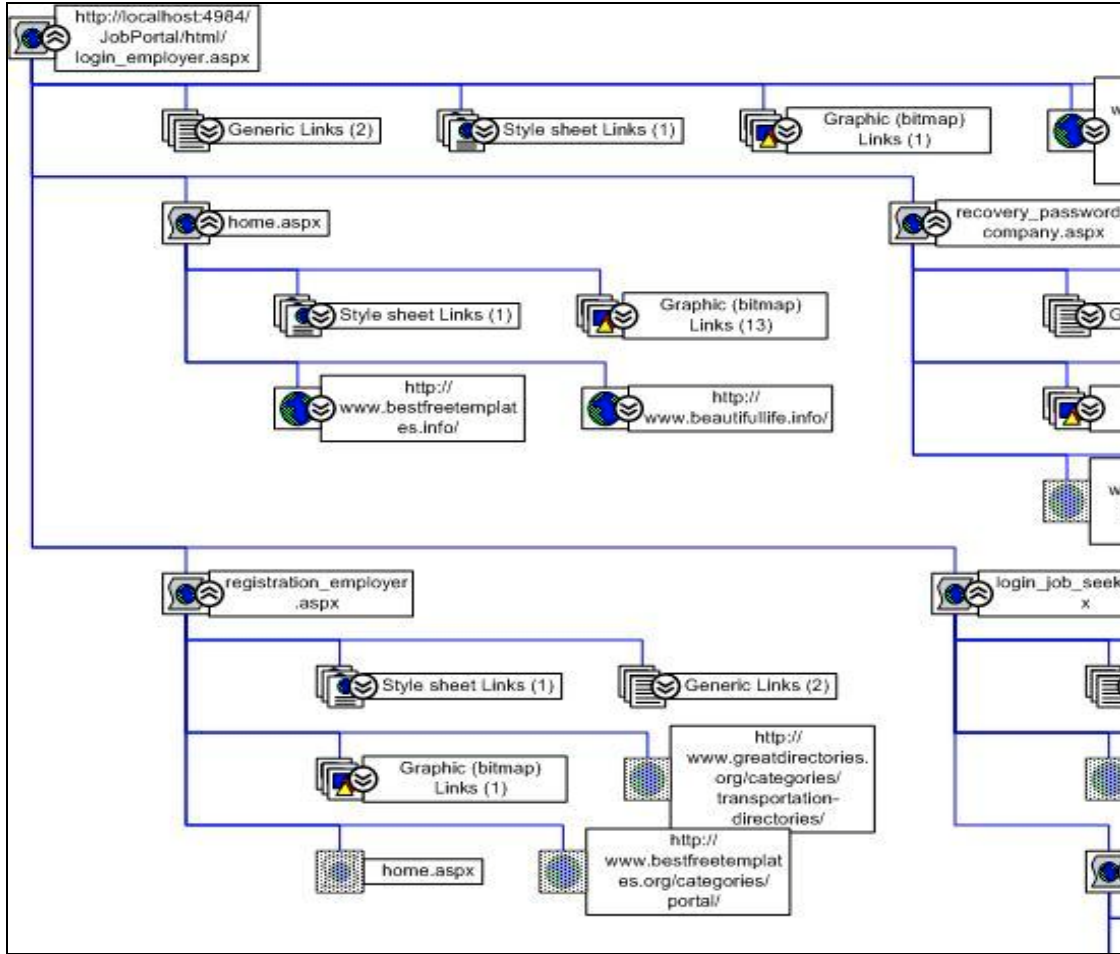 http://localhost:4984/
JobPortal/html/
login_employer.aspx
Generic Links (2)
Style sheet Links (1)
Graphic (bitmap)
Links (1)
w
home.aspx
recovery_password
company.aspx
Style sheet Links (1)
Graphic (bitmap)
Links (13)
G
http://
www.bestfreetemplat
es.info/
http://
www.beautifullife.info/
w
registration_employer
.aspx
login_job_seek
x
Style sheet Links (1)
Generic Links (2)
Graphic (bitmap)
Links (1)
http://
www.greatdirectories.
org/categories/
transportation-
directories/
home.aspx
http://
www.bestfreetemplat
es.org/categories/
portal/